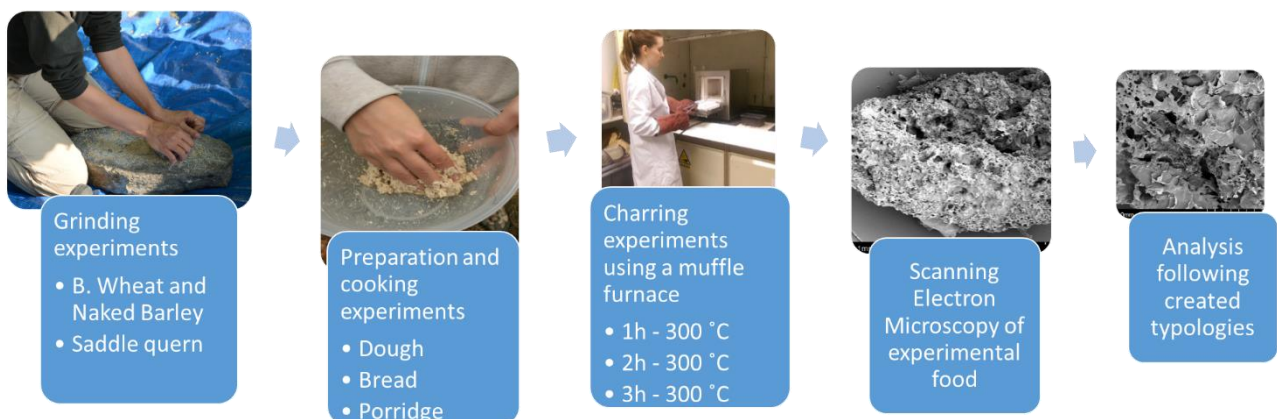 Grinding
experiments
• B. Wheat and
Naked Barley
• Saddle quern
Preparation and
cooking
experiments
• Dough
• Bread
• Porridge
Charring
experiments
using a muffle
furnace
• 1h - 300 ˚C
• 2h - 300 ˚C
• 3h - 300 ˚C
Scanning
Electron
Microscopy of
experimental
food
Analysis
following
created
typologies